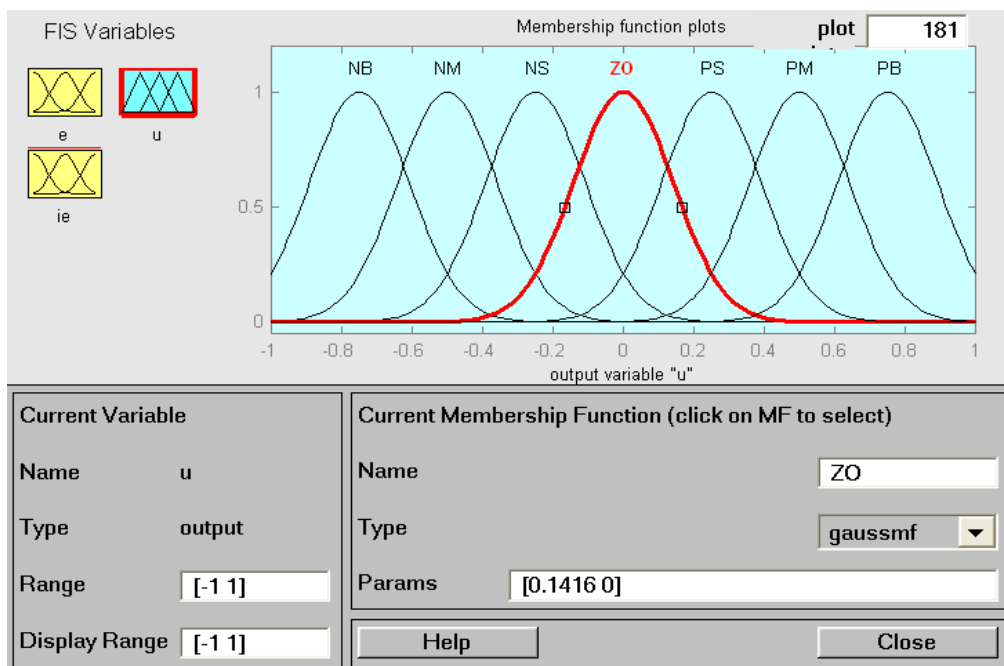 FIS Variables
Membership function plots
plot
181
e
u
ie
NB NM NS ZO PS PM PB
1
0.5
0
-1 -0.8 -0.6 -0.4 -0.2 0 0.2 0.4 0.6 0.8 1
output variable "u"
Current Variable
Name u
Type output
Range [-1 1]
Display Range [-1 1]
Current Membership Function (click on MF to select)
Name ZO
Type gaussmf
Params [0.1416 0]
Help Close